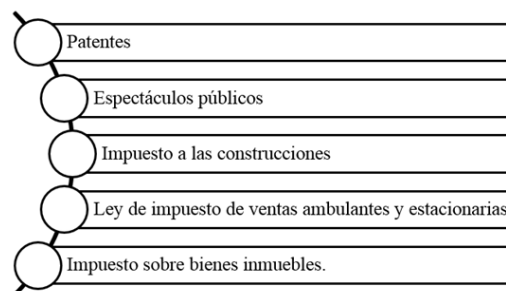 Patentes
Espectáculos públicos
Impuesto a las construcciones
Ley de impuesto de ventas ambulantes y estacionarias
Impuesto sobre bienes inmuebles.